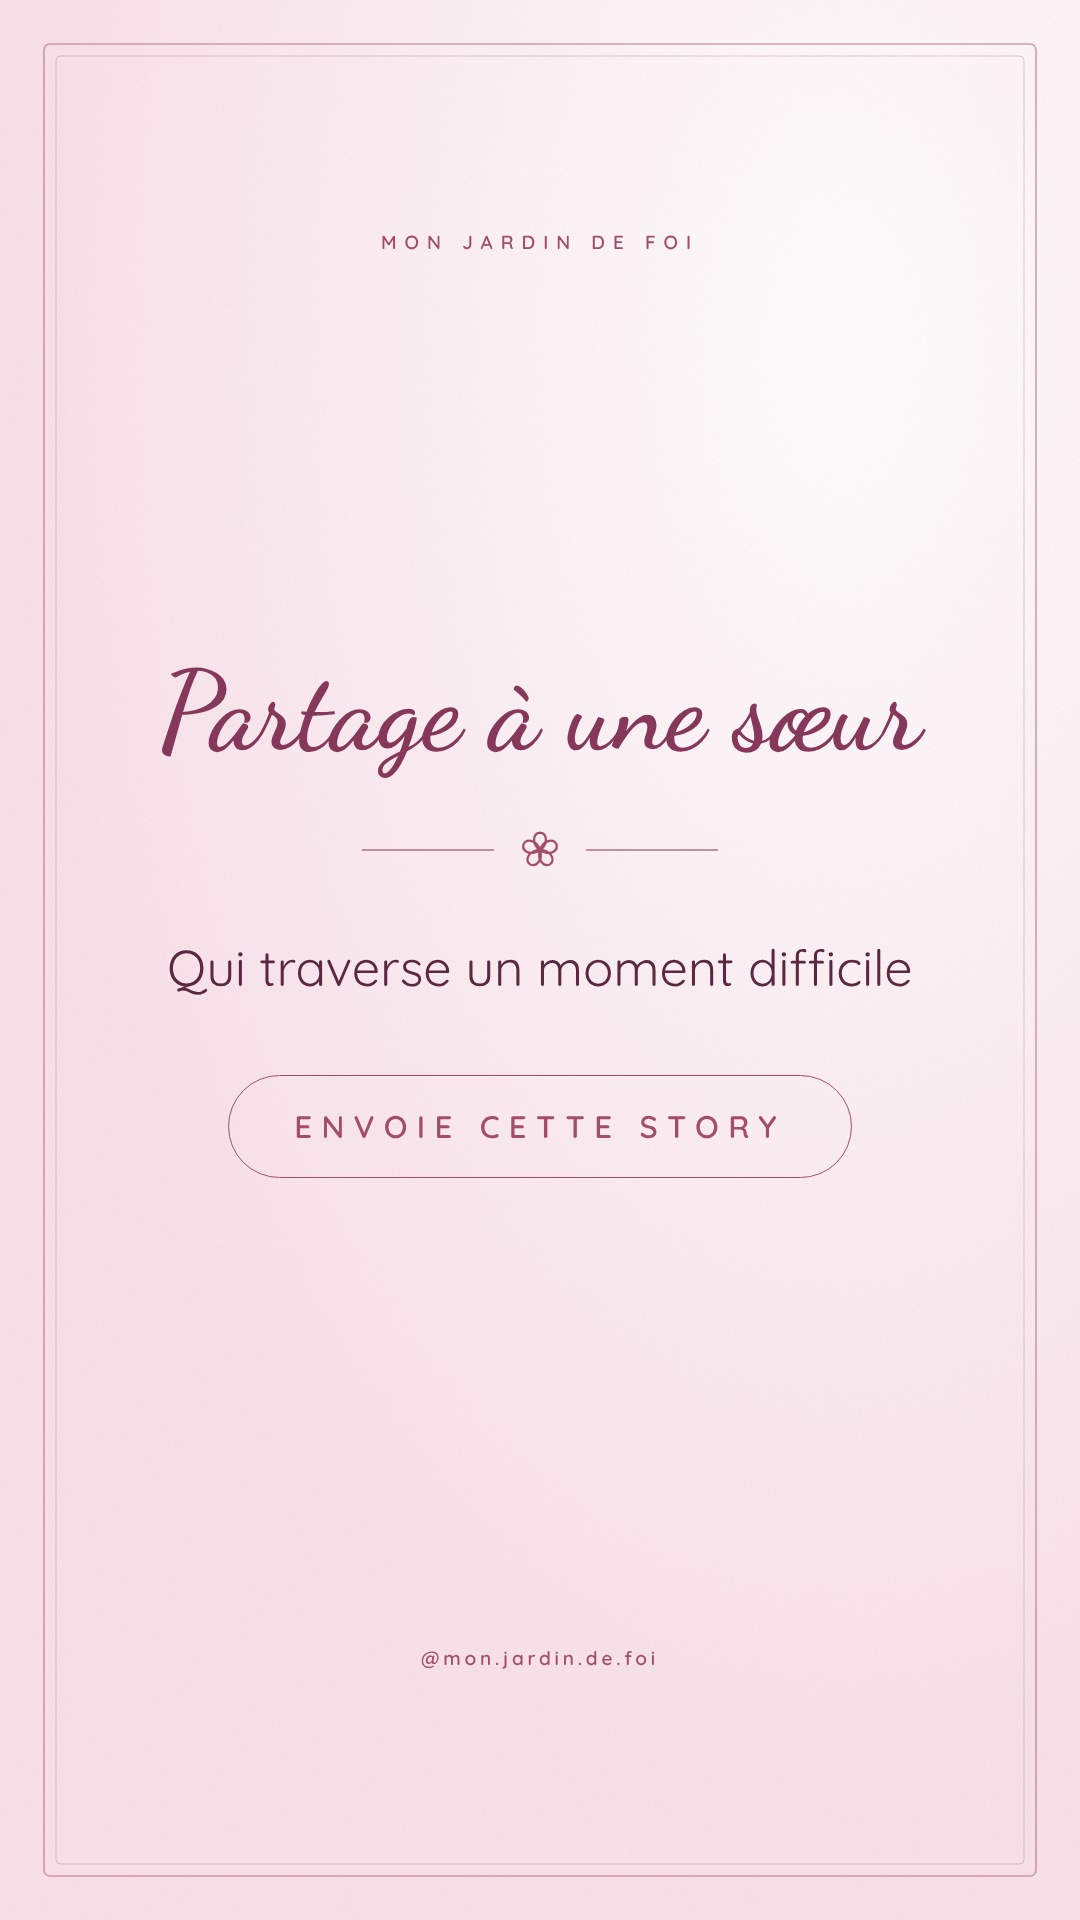 MON JARDIN DE FOI
Partage à une sœur
Qui traverse un moment difficile
ENVOIE CETTE STORY
@mon.jardin.de.foi